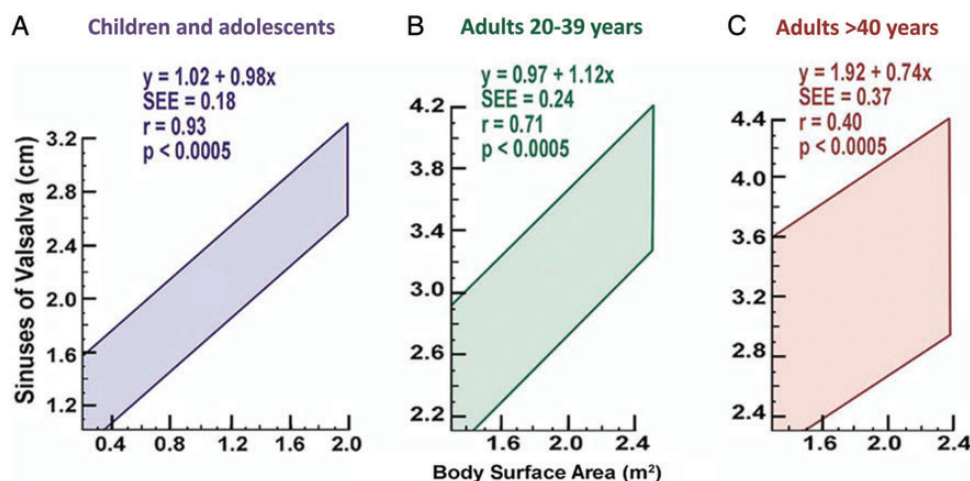 A Children and adolescents
y = 1.02 + 0.98x
SEE = 0.18
r = 0.93
p < 0.0005
Sinuses of Valsalva (cm)
3.2
2.8
2.4
2.0
1.6
1.2
0.4 0.8 1.2 1.6 2.0
B Adults 20-39 years
y = 0.97 + 1.12x
SEE = 0.24
r = 0.71
p < 0.0005
4.2
3.8
3.4
3.0
2.6
2.2
1.6 2.0 2.4
Body Surface Area (m²)
C Adults >40 years
y = 1.92 + 0.74x
SEE = 0.37
r = 0.40
p < 0.0005
4.4
4.0
3.6
3.2
2.8
2.4
1.6 2.0 2.4